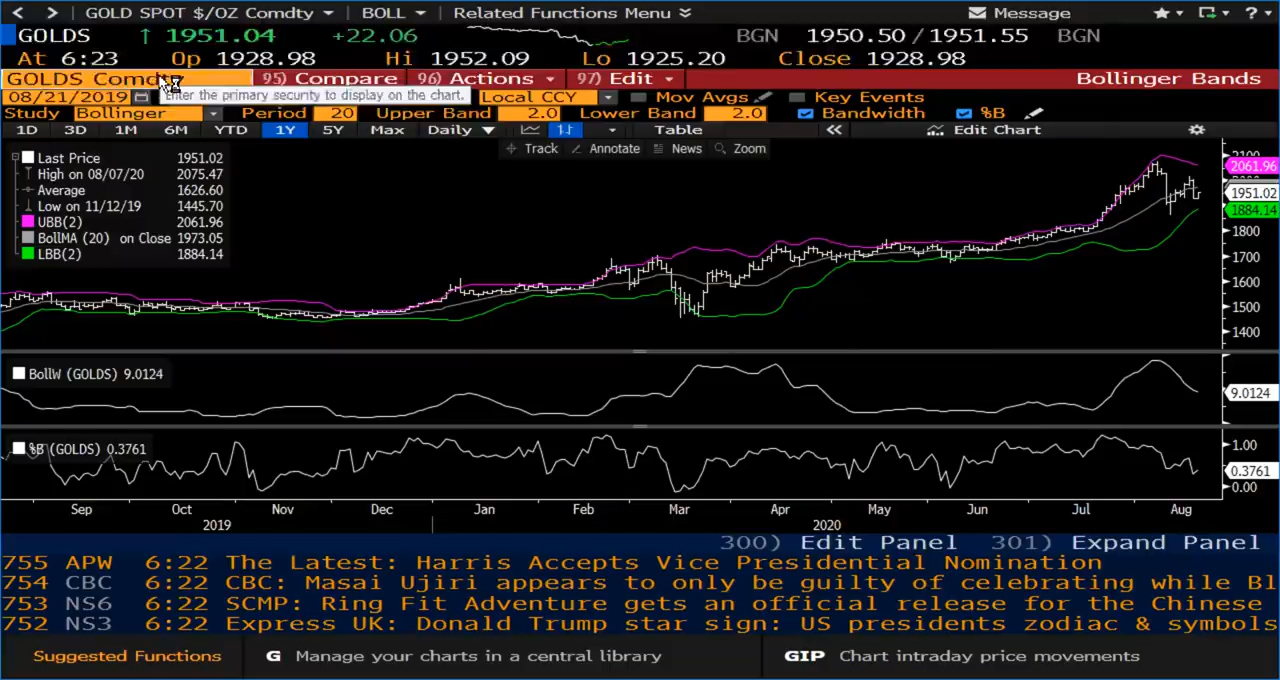 < > GOLD SPOT $/OZ Comdty BOLL Related Functions Menu Message ?
GOLDS ↑ 1951.04 +22.06 BGN 1950.50 / 1951.55 BGN
At 6:23 Op 1928.98 Hi 1952.09 Lo 1925.20 Close 1928.98
GOLDS Comdty 95) Compare 96) Actions 97) Edit Bollinger Bands
08/21/2019 Enter the primary security to display on the chart. Local CCY Mov Avgs Key Events
Study Bollinger Period 20 Upper Band 2.0 Lower Band 2.0 Bandwidth %B
1D 3D 1M 6M YTD 1Y 5Y Max Daily Table Edit Chart
Track Annotate News Zoom
Last Price 1951.02
High on 08/07/20 2075.47
Average 1626.60
Low on 11/12/19 1445.70
UBB(2) 2061.96
BollMA (20) on Close 1973.05
LBB(2) 1884.14
2100
2061.96
1951.02
1884.14
1800
1700
1600
1500
1400
BollW (GOLDS) 9.0124
9.0124
%B (GOLDS) 0.3761
1.00
0.3761
0.00
Sep Oct Nov Dec Jan Feb Mar Apr May Jun Jul Aug
2019 2020
300) Edit Panel 301) Expand Panel
755 APW 6:22 The Latest: Harris Accepts Vice Presidential Nomination
754 CBC 6:22 CBC: Masai Ujiri appears to only be guilty of celebrating while Bl
753 NS6 6:22 SCMP: Ring Fit Adventure gets an official release for the Chinese
752 NS3 6:22 Express UK: Donald Trump star sign: US presidents zodiac & symbols
Suggested Functions G Manage your charts in a central library GIP Chart intraday price movements